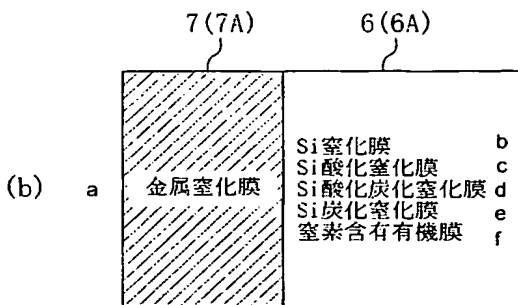 7(7A) 6(6A)
Si窒化膜 b
Si酸化窒化膜 c
(b) a 金属窒化膜 Si酸化炭化窒化膜 d
Si炭化窒化膜 e
窒素含有有機膜 f